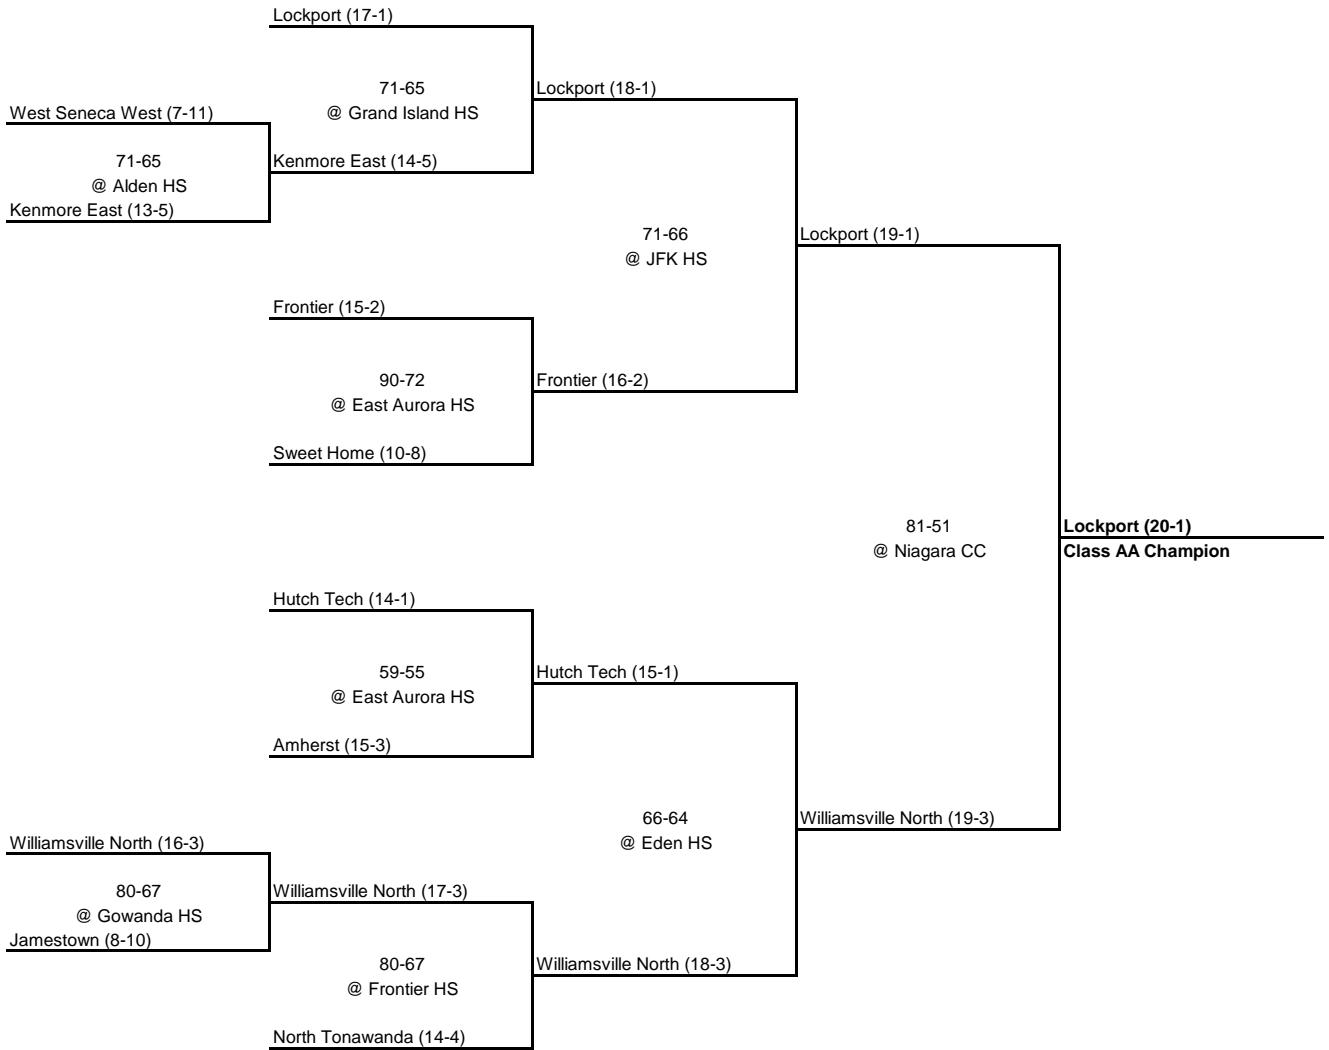 Lockport (17-1)
71-65
@ Grand Island HS
Lockport (18-1)
West Seneca West (7-11)
71-65
@ Alden HS
Kenmore East (14-5)
Kenmore East (13-5)
71-66
@ JFK HS
Lockport (19-1)
Frontier (15-2)
90-72
@ East Aurora HS
Frontier (16-2)
Sweet Home (10-8)
81-51
@ Niagara CC
Lockport (20-1)
Class AA Champion
Hutch Tech (14-1)
59-55
@ East Aurora HS
Hutch Tech (15-1)
Amherst (15-3)
66-64
@ Eden HS
Williamsville North (19-3)
Williamsville North (16-3)
80-67
@ Gowanda HS
Williamsville North (17-3)
Jamestown (8-10)
80-67
@ Frontier HS
Williamsville North (18-3)
North Tonawanda (14-4)